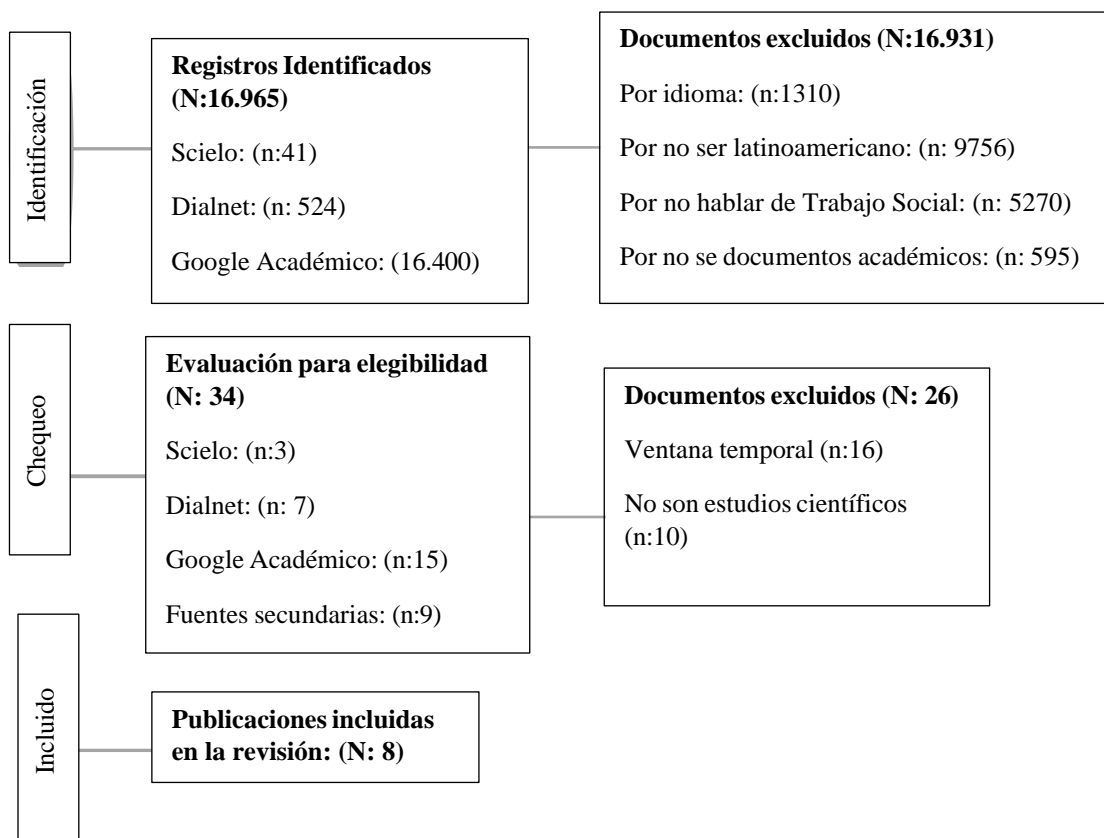 Identificación
Registros Identificados
(N:16.965)
Scielo: (n:41)
Dialnet: (n: 524)
Google Académico: (16.400)
Documentos excluidos (N:16.931)
Por idioma: (n:1310)
Por no ser latinoamericano: (n: 9756)
Por no hablar de Trabajo Social: (n: 5270)
Por no se documentos académicos: (n: 595)
Chequeo
Evaluación para elegibilidad
(N: 34)
Scielo: (n:3)
Dialnet: (n: 7)
Google Académico: (n:15)
Fuentes secundarias: (n:9)
Documentos excluidos (N: 26)
Ventana temporal (n:16)
No son estudios científicos
(n:10)
Incluido
Publicaciones incluidas
en la revisión: (N: 8)